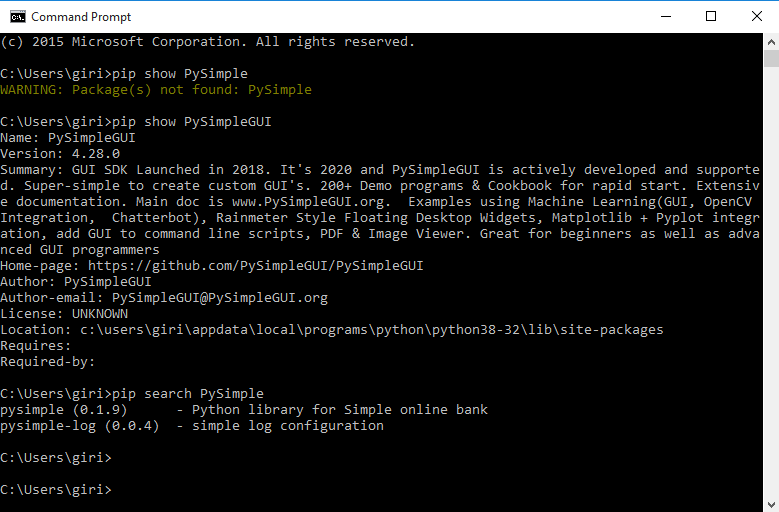 Command Prompt
(c) 2015 Microsoft Corporation. All rights reserved.
C:\Users\giri>pip show PySimple
WARNING: Package(s) not found: PySimple
C:\Users\giri>pip show PySimpleGUI
Name: PySimpleGUI
Version: 4.28.0
Summary: GUI SDK Launched in 2018. It's 2020 and PySimpleGUI is actively developed and supporte
d. Super-simple to create custom GUI's. 200+ Demo programs & Cookbook for rapid start. Extensiv
e documentation. Main doc is www.PySimpleGUI.org.  Examples using Machine Learning(GUI, OpenCV
Integration,  Chatterbot), Rainmeter Style Floating Desktop Widgets, Matplotlib + Pyplot integr
ation, add GUI to command line scripts, PDF & Image Viewer. Great for beginners as well as adva
nced GUI programmers
Home-page: https://github.com/PySimpleGUI/PySimpleGUI
Author: PySimpleGUI
Author-email: PySimpleGUI@PySimpleGUI.org
License: UNKNOWN
Location: c:\users\giri\appdata\local\programs\python\python38-32\lib\site-packages
Requires:
Required-by:
C:\Users\giri>pip search PySimple
pysimple (0.1.9)      - Python library for Simple online bank
pysimple-log (0.0.4)  - simple log configuration
C:\Users\giri>
C:\Users\giri>